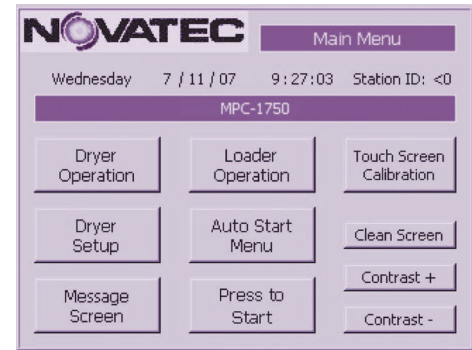 NOVATEC Main Menu
Wednesday 7 / 11 / 07 9:27:03 Station ID: <0
MPC-1750
Dryer Operation
Loader Operation
Touch Screen Calibration
Dryer Setup
Auto Start Menu
Clean Screen
Message Screen
Press to Start
Contrast +
Contrast -